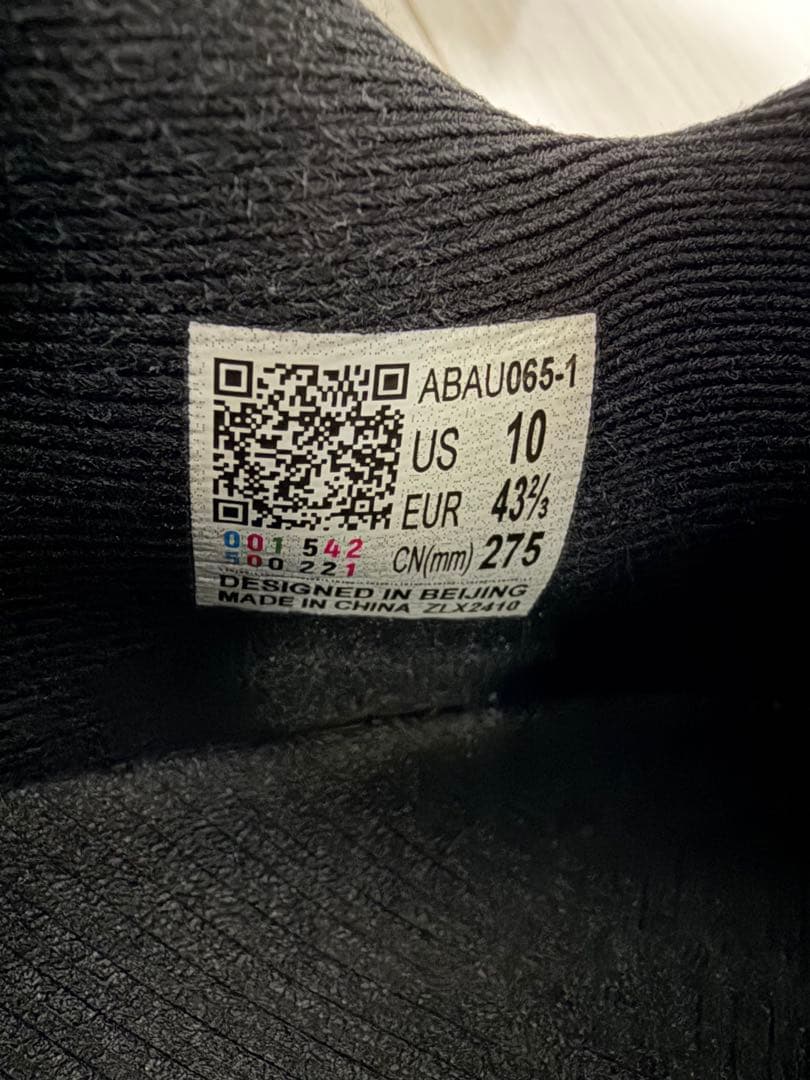 ABAU065-1
US 10
EUR 43⅔
CN(mm) 275
001 542
500 221
DESIGNED IN BEIJING
MADE IN CHINA ZLX2410